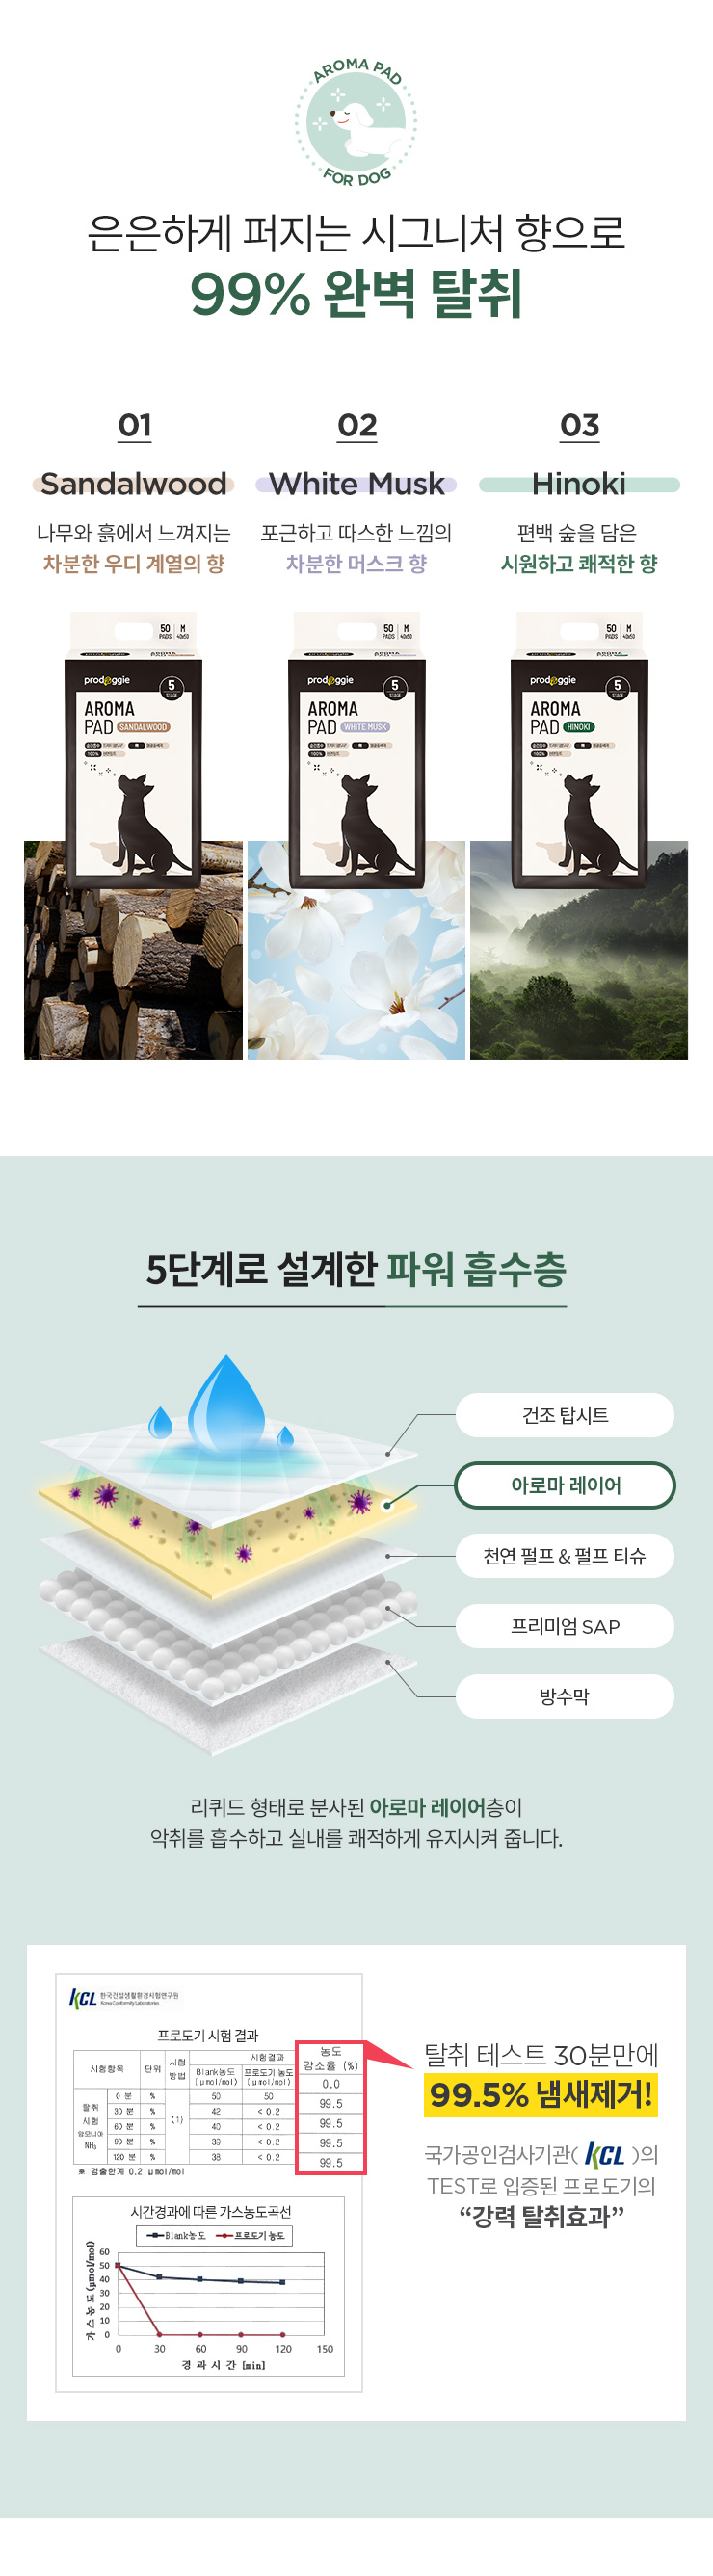 AROMA PAD
FOR DOG
은은하게 퍼지는 시그니처 향으로
99% 완벽 탈취
01
Sandalwood
나무와 흙에서 느껴지는
차분한 우디 계열의 향
02
White Musk
포근하고 따스한 느낌의
차분한 머스크 향
03
Hinoki
편백 숲을 담은
시원하고 쾌적한 향
50 PADS M 40x50
prodoggie
5
AROMA
PAD SANDALWOOD
100%
50 PADS M 40x50
prodoggie
5
AROMA
PAD WHITE MUSK
100%
50 PADS M 40x50
prodoggie
5
AROMA
PAD HINOKI
100%
5단계로 설계한 파워 흡수층
건조 탑시트
아로마 레이어
천연 펄프 & 펄프 티슈
프리미엄 SAP
방수막
리퀴드 형태로 분사된 아로마 레이어층이
악취를 흡수하고 실내를 쾌적하게 유지시켜 줍니다.
KCL 한국건설생활환경시험연구원
Korea Conformity Laboratories
프로도기 시험 결과
시험항목 단위 시험방법 시험결과 농도 감소율 (%)
Blank농도 (μmol/mol) 프로도기 농도 (μmol/mol)
탈취 시험 암모니아 NH₃ (1)
0 분 % 50 50 0.0
30 분 % 42 < 0.2 99.5
60 분 % 40 < 0.2 99.5
90 분 % 39 < 0.2 99.5
120 분 % 38 < 0.2 99.5
※ 검출한계 0.2 μmol/mol
시간경과에 따른 가스농도곡선
Blank농도 프로도기 농도
가스농도(μmol/mol)
60
50
40
30
20
10
0
0 30 60 90 120 150
경과시간 [min]
탈취 테스트 30분만에
99.5% 냄새제거!
국가공인검사기관( KCL )의
TEST로 입증된 프로도기의
“강력 탈취효과”